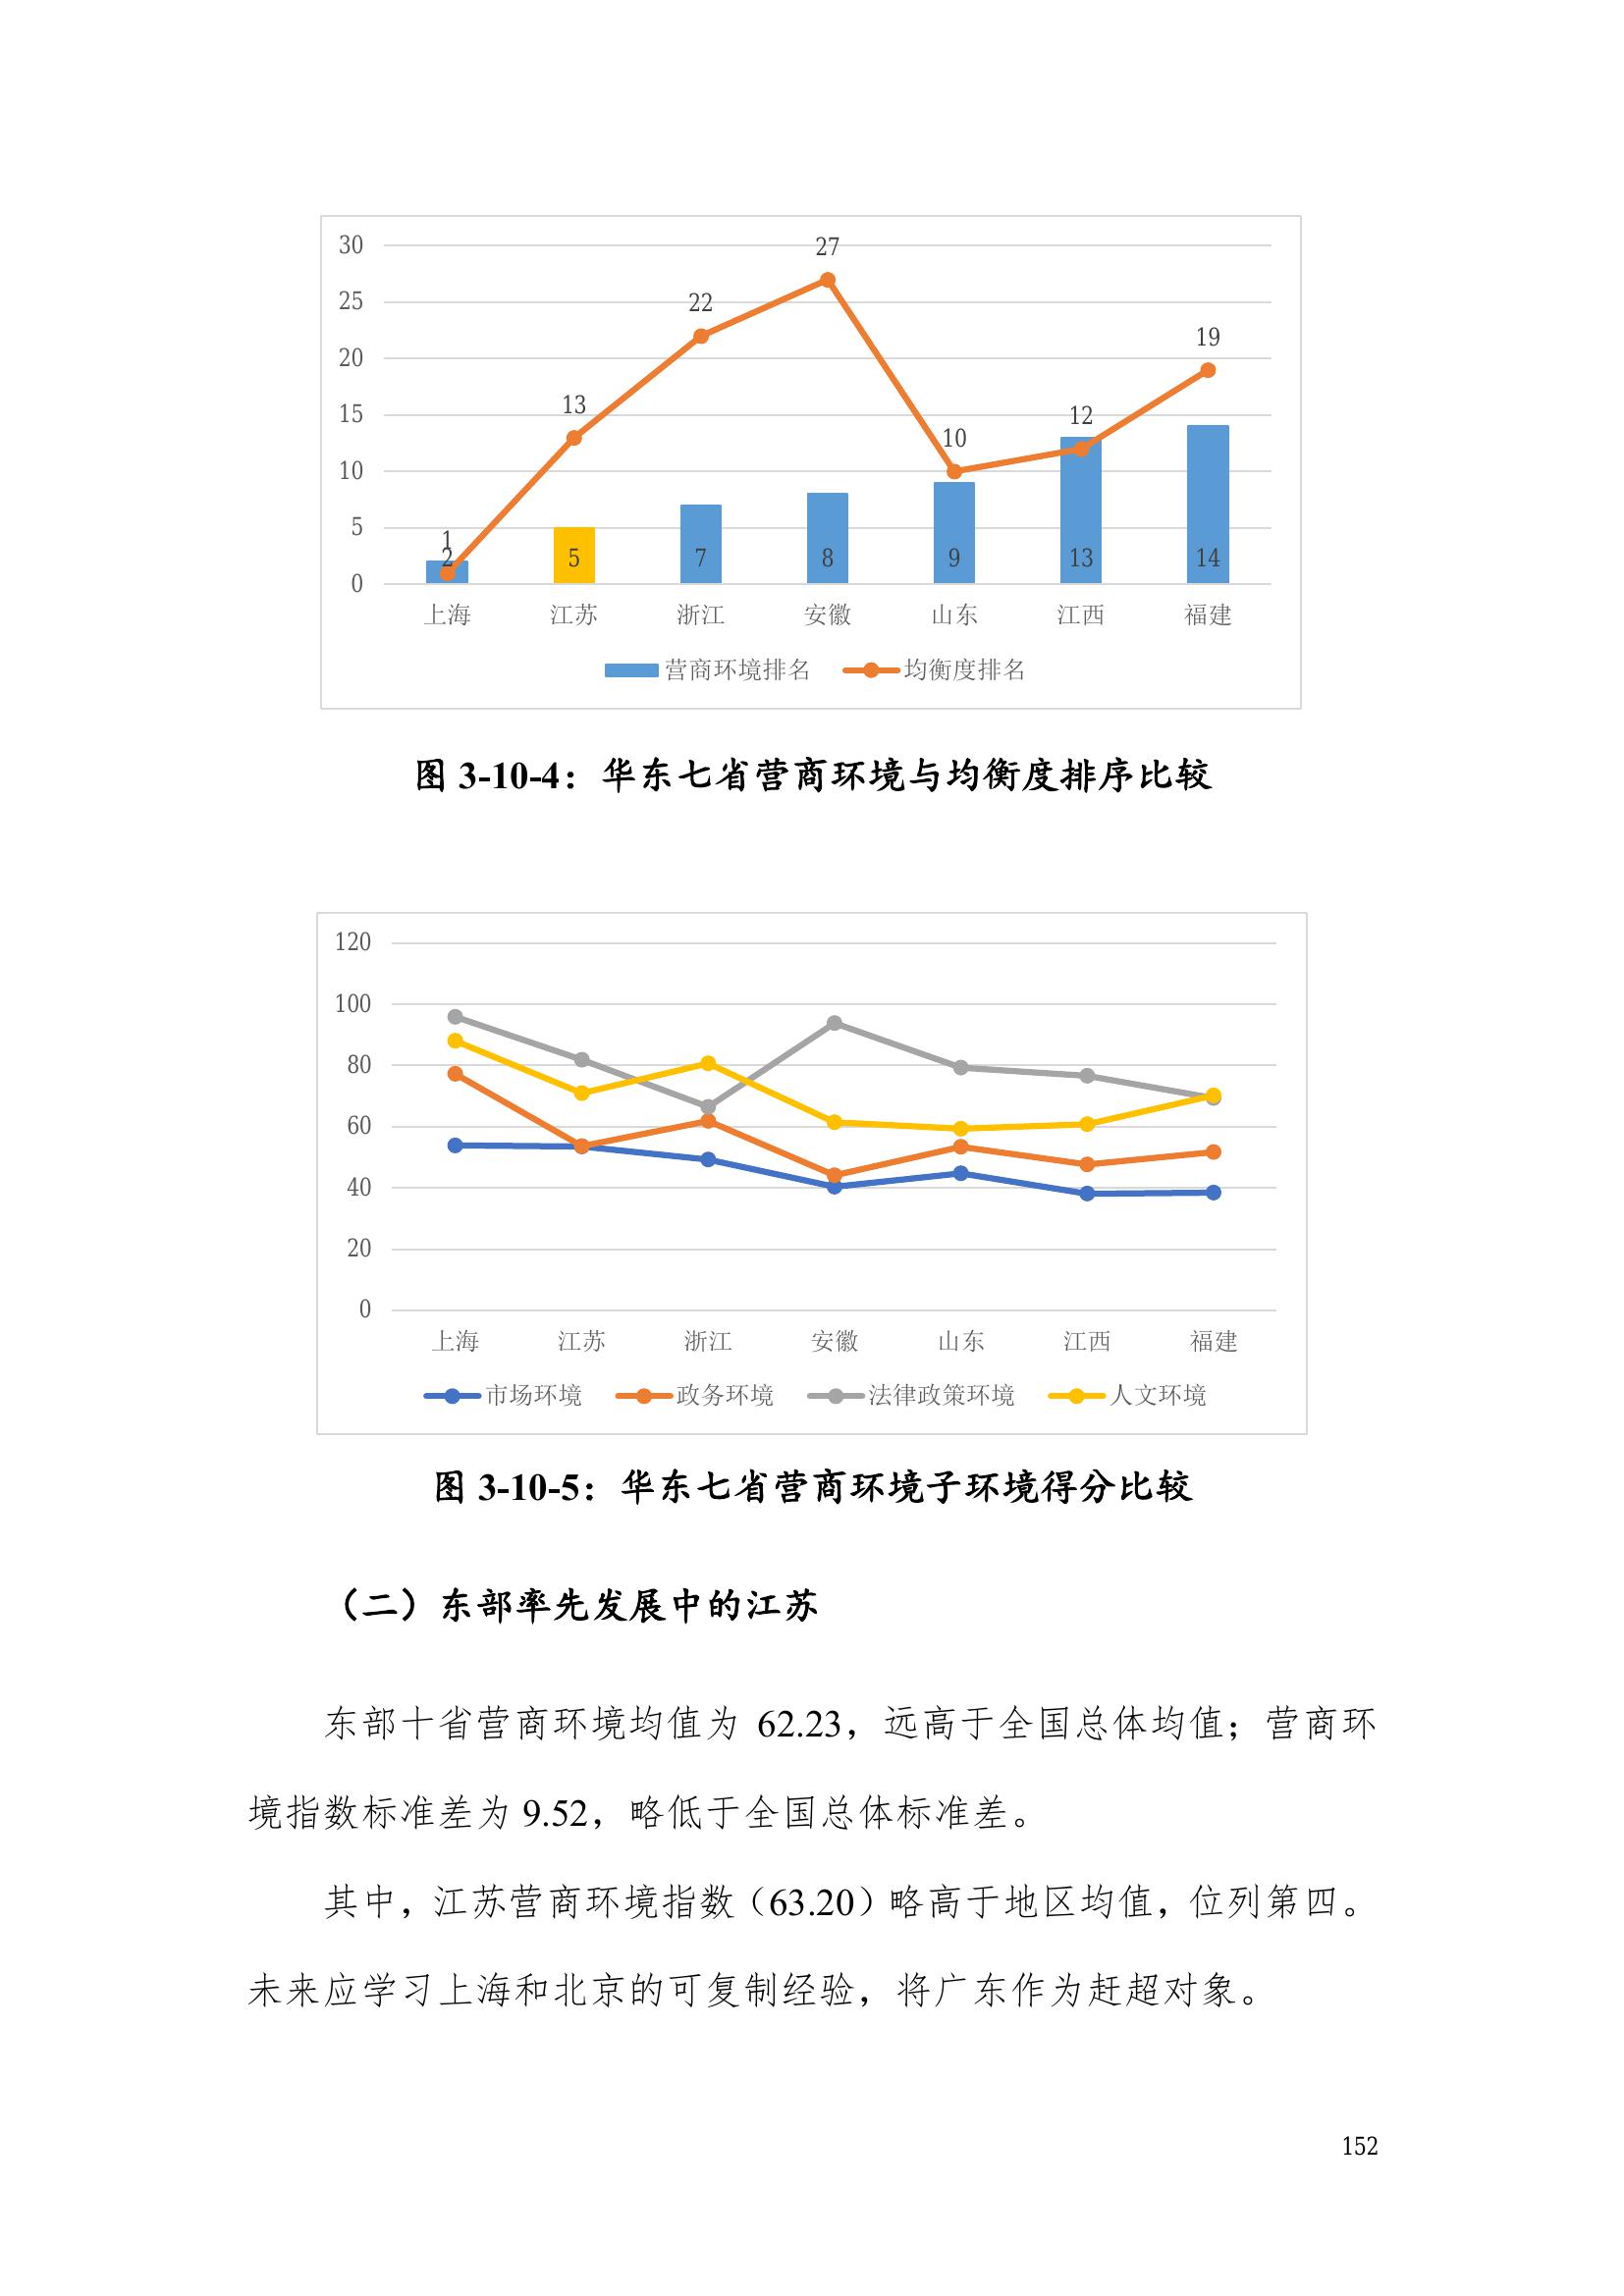 30
27
25
22
20
19
15
13
12
10
10
5
1
2
5
7
8
9
13
14
0
上海 江苏 浙江 安徽 山东 江西 福建
营商环境排名 均衡度排名
图 3-10-4：华东七省营商环境与均衡度排序比较
120
100
80
60
40
20
0
上海 江苏 浙江 安徽 山东 江西 福建
市场环境 政务环境 法律政策环境 人文环境
图 3-10-5：华东七省营商环境子环境得分比较
（二）东部率先发展中的江苏
东部十省营商环境均值为 62.23，远高于全国总体均值；营商环
境指数标准差为 9.52，略低于全国总体标准差。
其中，江苏营商环境指数（63.20）略高于地区均值，位列第四。
未来应学习上海和北京的可复制经验，将广东作为赶超对象。
152